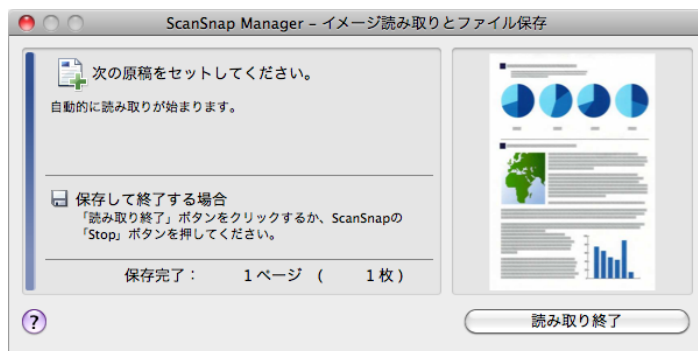 ScanSnap Manager – イメージ読み取りとファイル保存
次の原稿をセットしてください。
自動的に読み取りが始まります。
保存して終了する場合
「読み取り終了」ボタンをクリックするか、ScanSnapの
「Stop」ボタンを押してください。
保存完了： 1ページ ( 1枚)
?
読み取り終了